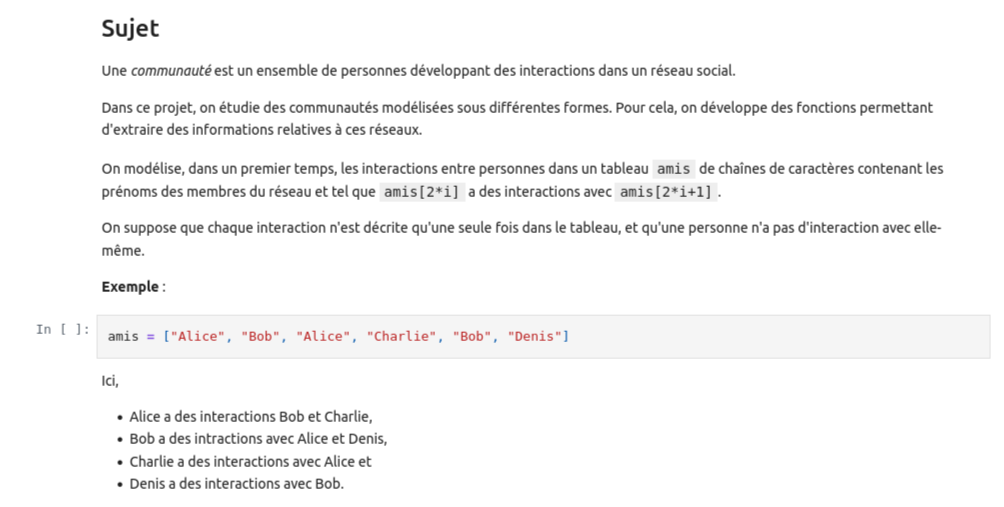 Sujet
Une communauté est un ensemble de personnes développant des interactions dans un réseau social.
Dans ce projet, on étudie des communautés modélisées sous différentes formes. Pour cela, on développe des fonctions permettant
d'extraire des informations relatives à ces réseaux.
On modélise, dans un premier temps, les interactions entre personnes dans un tableau amis de chaînes de caractères contenant les
prénoms des membres du réseau et tel que amis[2*i] a des interactions avec amis[2*i+1] .
On suppose que chaque interaction n'est décrite qu'une seule fois dans le tableau, et qu'une personne n'a pas d'interaction avec elle-
même.
Exemple :
In [ ]: amis = ["Alice", "Bob", "Alice", "Charlie", "Bob", "Denis"]
Ici,
• Alice a des interactions Bob et Charlie,
• Bob a des intractions avec Alice et Denis,
• Charlie a des interactions avec Alice et
• Denis a des interactions avec Bob.